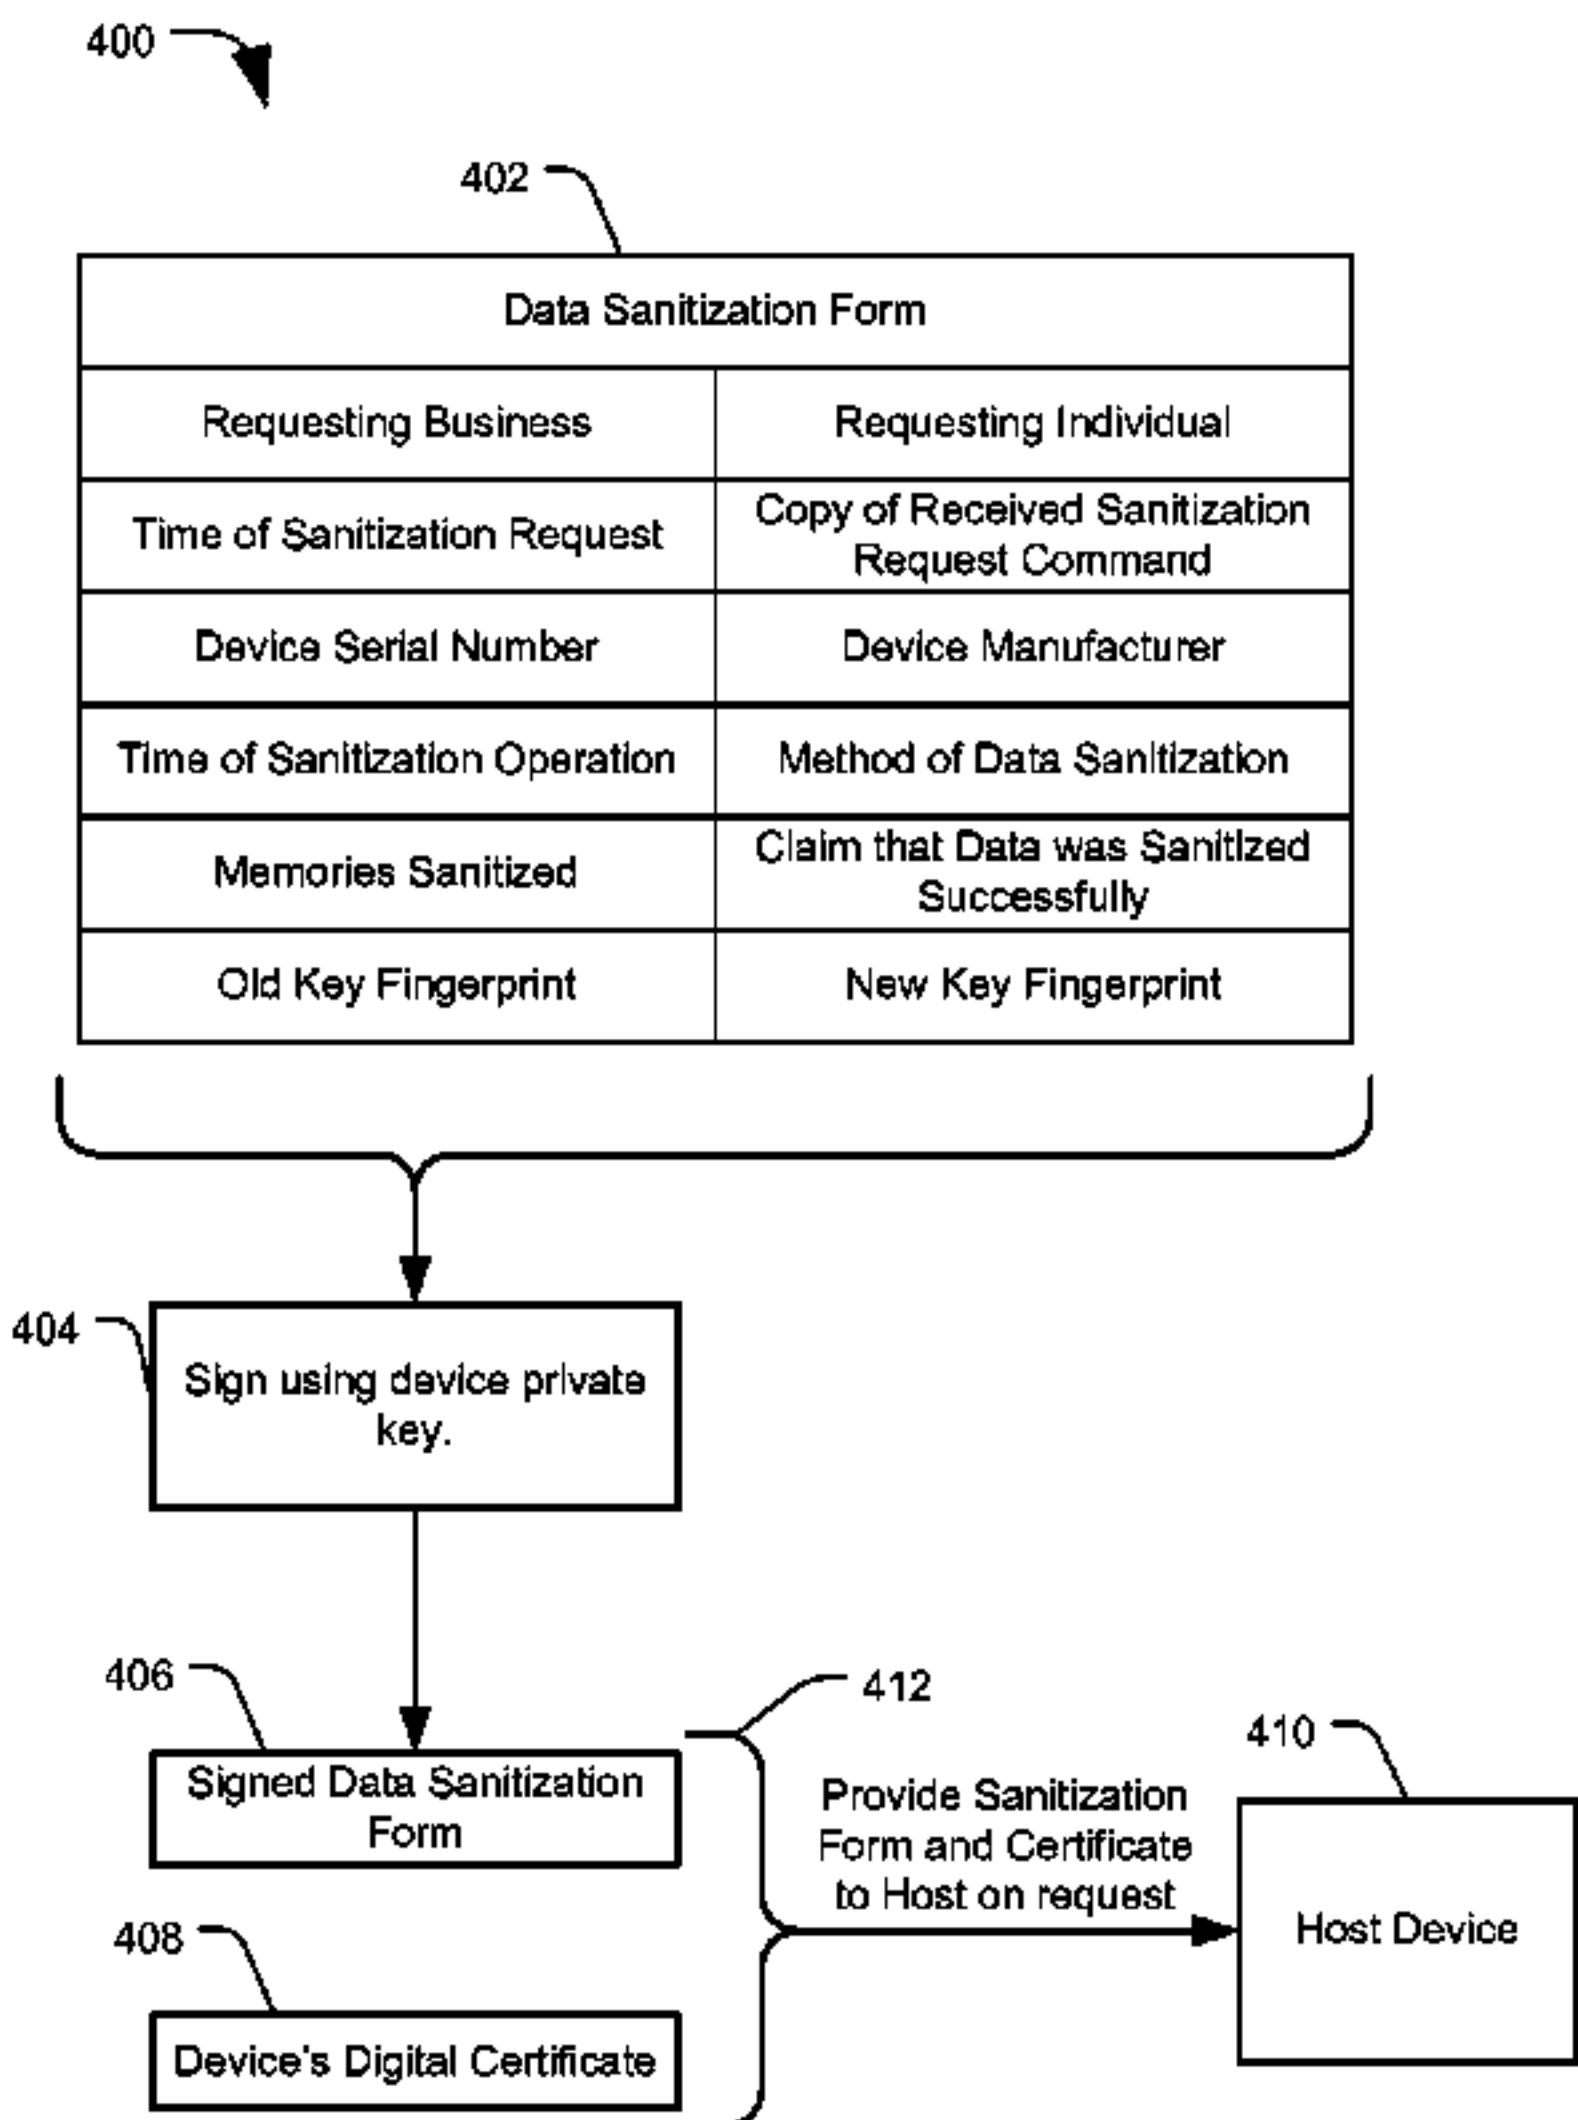 400
402
Data Sanitization Form
Requesting Business
Requesting Individual
Time of Sanitization Request
Copy of Received Sanitization
Request Command
Device Serial Number
Device Manufacturer
Time of Sanitization Operation
Method of Data Sanitization
Memories Sanitized
Claim that Data was Sanitized
Successfully
Old Key Fingerprint
New Key Fingerprint
404
Sign using device private
key.
406
Signed Data Sanitization
Form
412
410
Provide Sanitization
Form and Certificate
to Host on request
Host Device
408
Device's Digital Certificate